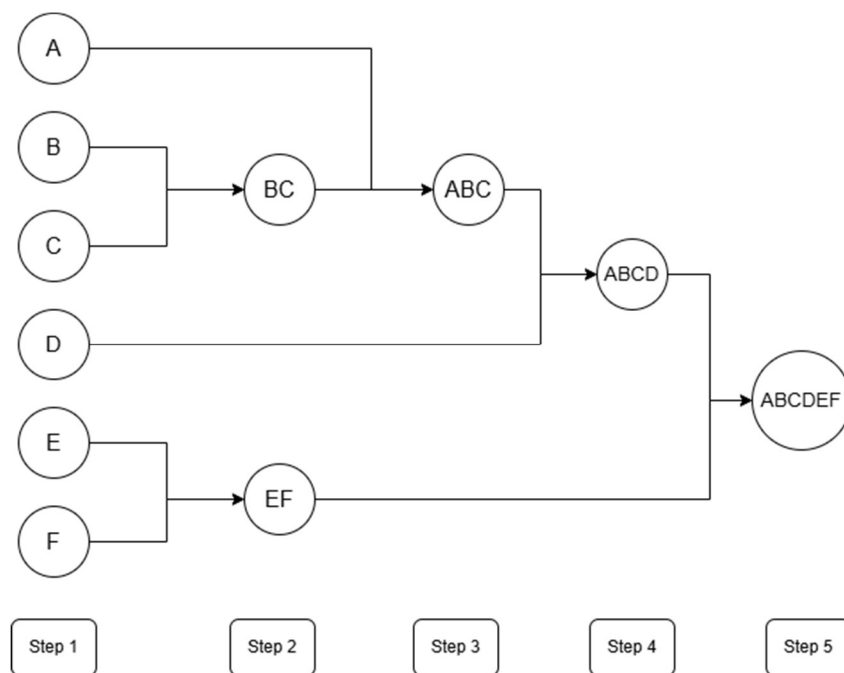 A
B
C
D
E
F
BC
EF
ABC
ABCD
ABCDEF
Step 1
Step 2
Step 3
Step 4
Step 5